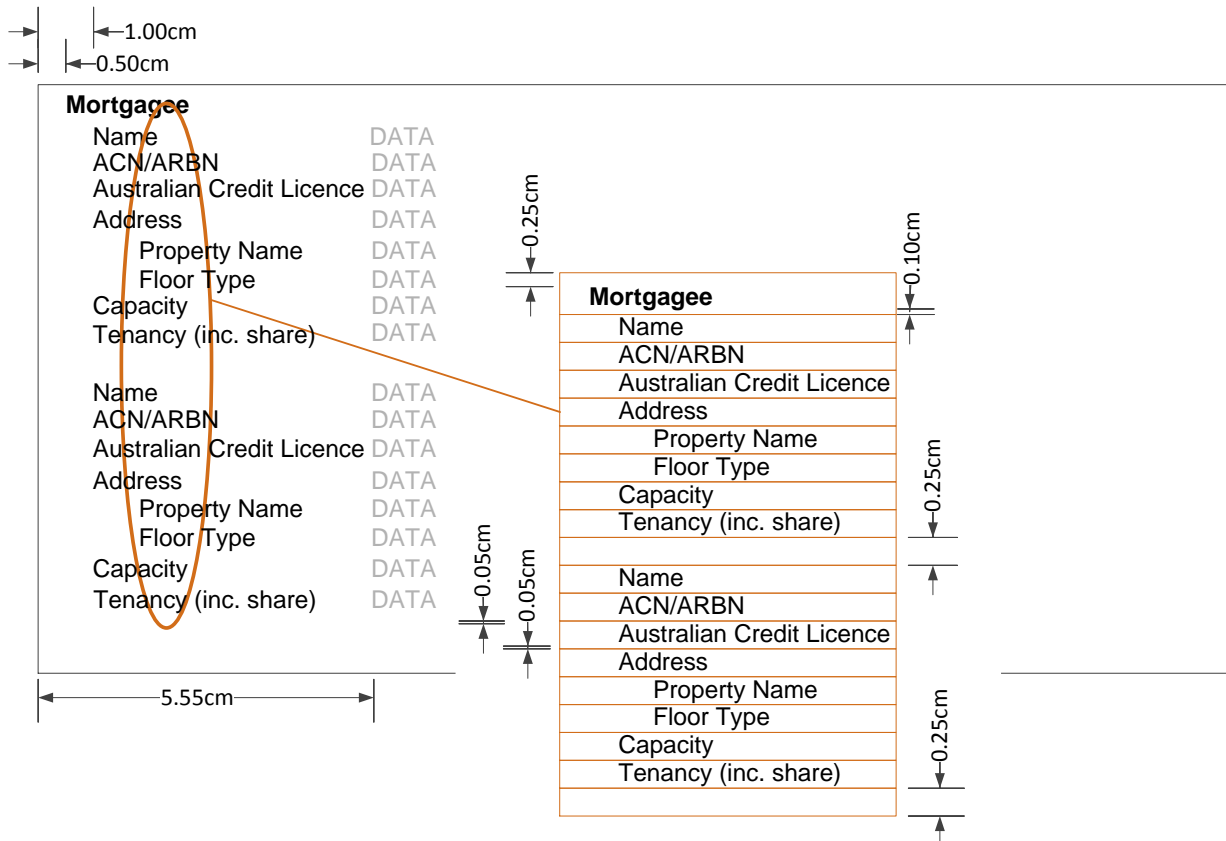 1.00cm
0.50cm
Mortgagee
Name DATA
ACN/ARBN DATA
Australian Credit Licence DATA
Address DATA
Property Name DATA
Floor Type DATA
Capacity DATA
Tenancy (inc. share) DATA
Name DATA
ACN/ARBN DATA
Australian Credit Licence DATA
Address DATA
Property Name DATA
Floor Type DATA
Capacity DATA
Tenancy (inc. share) DATA
5.55cm
0.05cm
0.05cm
0.25cm
Mortgagee
Name
ACN/ARBN
Australian Credit Licence
Address
Property Name
Floor Type
Capacity
Tenancy (inc. share)
Name
ACN/ARBN
Australian Credit Licence
Address
Property Name
Floor Type
Capacity
Tenancy (inc. share)
0.10cm
0.25cm
0.25cm